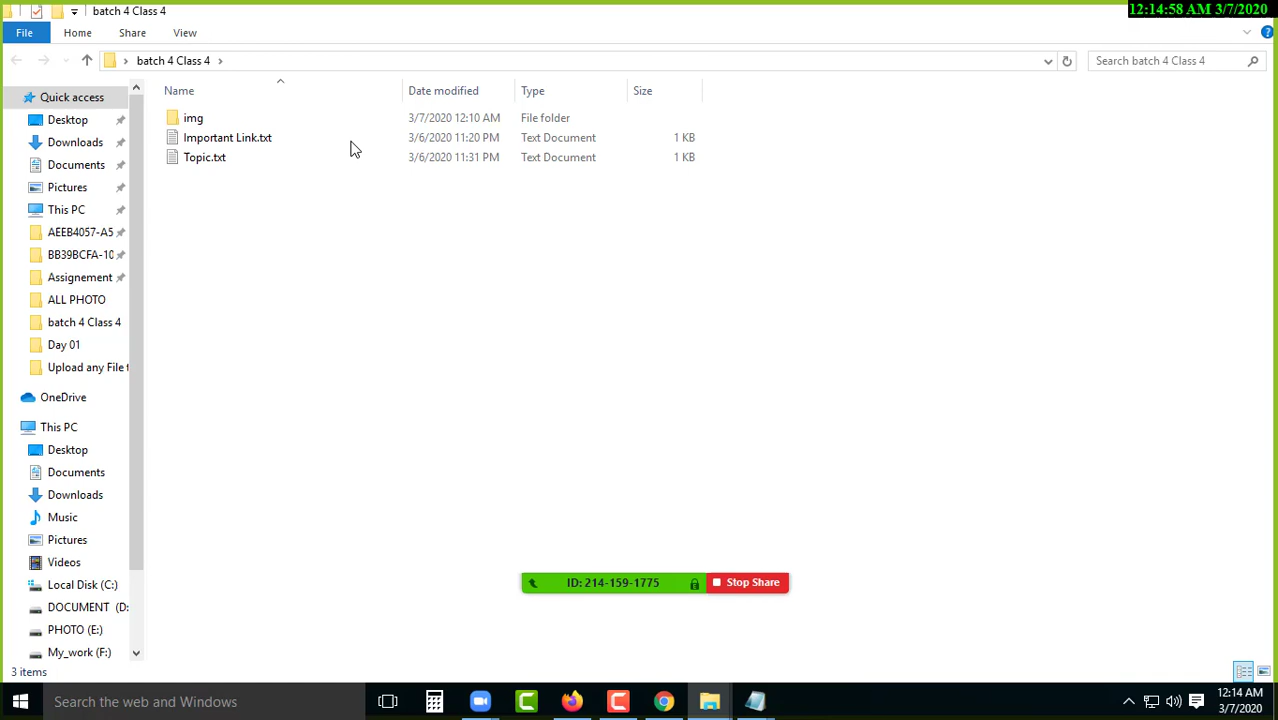 batch 4 Class 4
12:14:58 AM 3/7/2020
File Home Share View
batch 4 Class 4
Search batch 4 Class 4
Name Date modified Type Size
img 3/7/2020 12:10 AM File folder
Important Link.txt 3/6/2020 11:20 PM Text Document 1 KB
Topic.txt 3/6/2020 11:31 PM Text Document 1 KB
Quick access
Desktop
Downloads
Documents
Pictures
This PC
AEEB4057-A5
BB39BCFA-10
Assignement
ALL PHOTO
batch 4 Class 4
Day 01
Upload any File t
OneDrive
This PC
Desktop
Documents
Downloads
Music
Pictures
Videos
Local Disk (C:)
DOCUMENT (D:
PHOTO (E:)
My_work (F:)
ID: 214-159-1775 Stop Share
3 items
Search the web and Windows
12:14 AM
3/7/2020